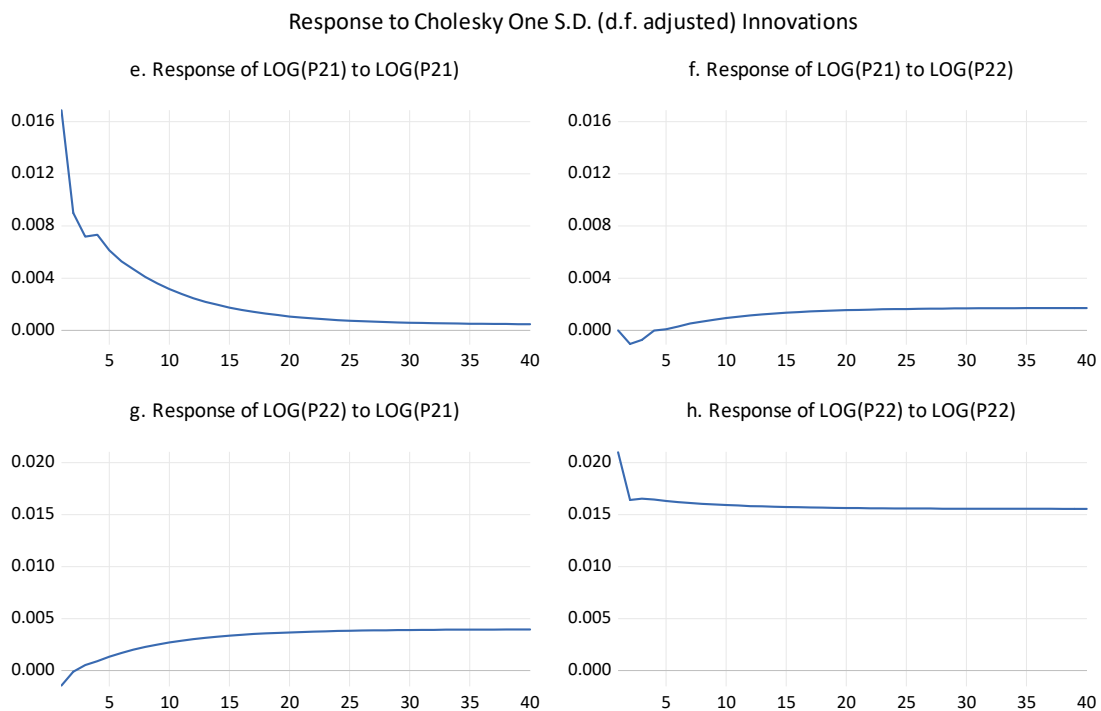 Response to Cholesky One S.D. (d.f. adjusted) Innovations
e. Response of LOG(P21) to LOG(P21)
0.016
0.012
0.008
0.004
0.000
5 10 15 20 25 30 35 40
f. Response of LOG(P21) to LOG(P22)
0.016
0.012
0.008
0.004
0.000
5 10 15 20 25 30 35 40
g. Response of LOG(P22) to LOG(P21)
0.020
0.015
0.010
0.005
0.000
5 10 15 20 25 30 35 40
h. Response of LOG(P22) to LOG(P22)
0.020
0.015
0.010
0.005
0.000
5 10 15 20 25 30 35 40